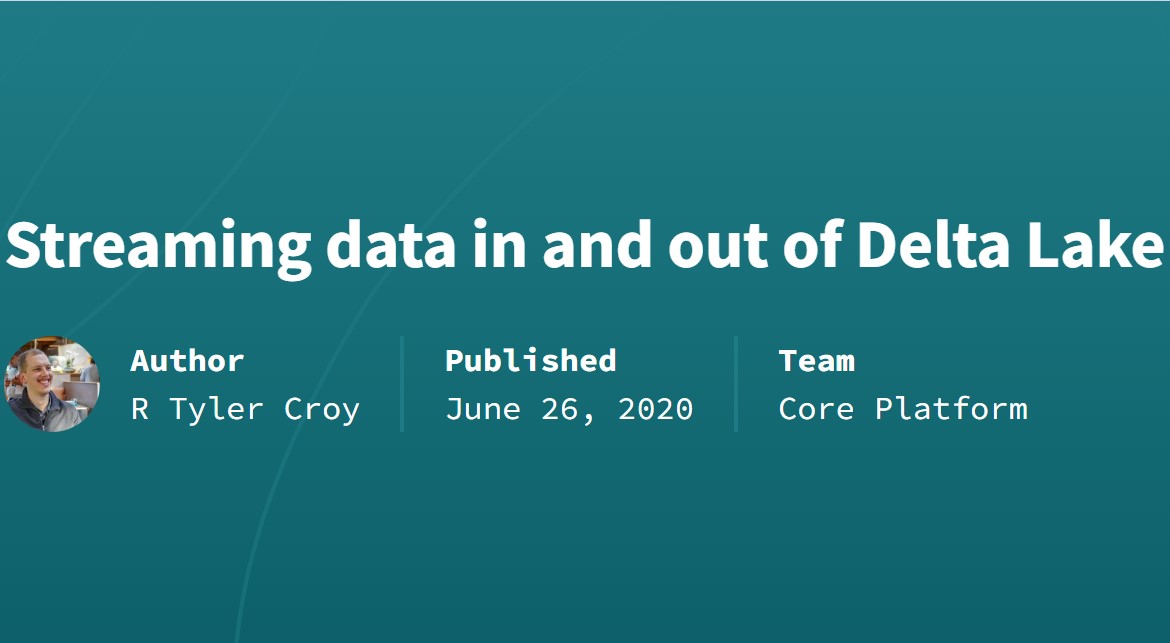 Streaming data in and out of Delta Lake
Author
R Tyler Croy
Published
June 26, 2020
Team
Core Platform